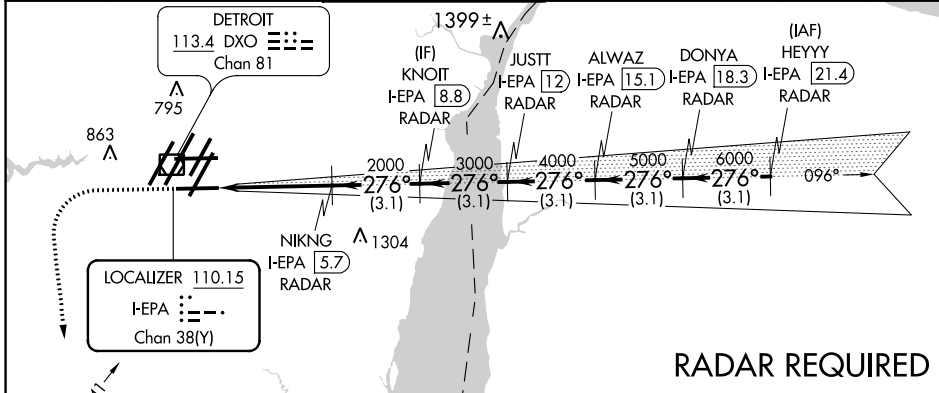 DETROIT
113.4 DXO
Chan 81
1399 ±
(IF)
KNOIT
I-EPA 8.8
RADAR
JUSTT
I-EPA 12
RADAR
ALWAZ
I-EPA 15.1
RADAR
DONYA
I-EPA 18.3
RADAR
(IAF)
HEYYY
I-EPA 21.4
RADAR
795
863
2000
3000
4000
5000
6000
276°
276°
276°
276°
276°
096°
(3.1)
(3.1)
(3.1)
(3.1)
(3.1)
NIKNG
I-EPA 5.7
RADAR
1304
LOCALIZER 110.15
I-EPA
Chan 38(Y)
RADAR REQUIRED